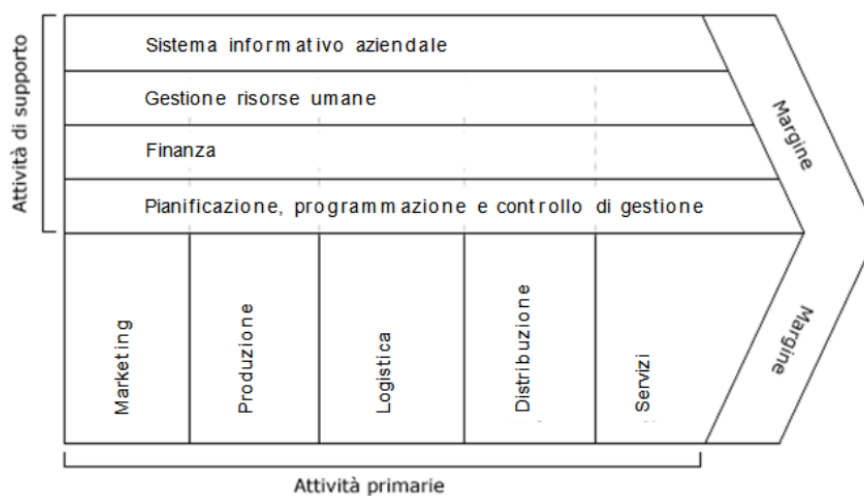 Attività di supporto
Sistema informativo aziendale
Gestione risorse umane
Finanza
Pianificazione, programmazione e controllo di gestione
Margine
Marketing
Produzione
Logistica
Distribuzione
Servizi
Margine
Attività primarie